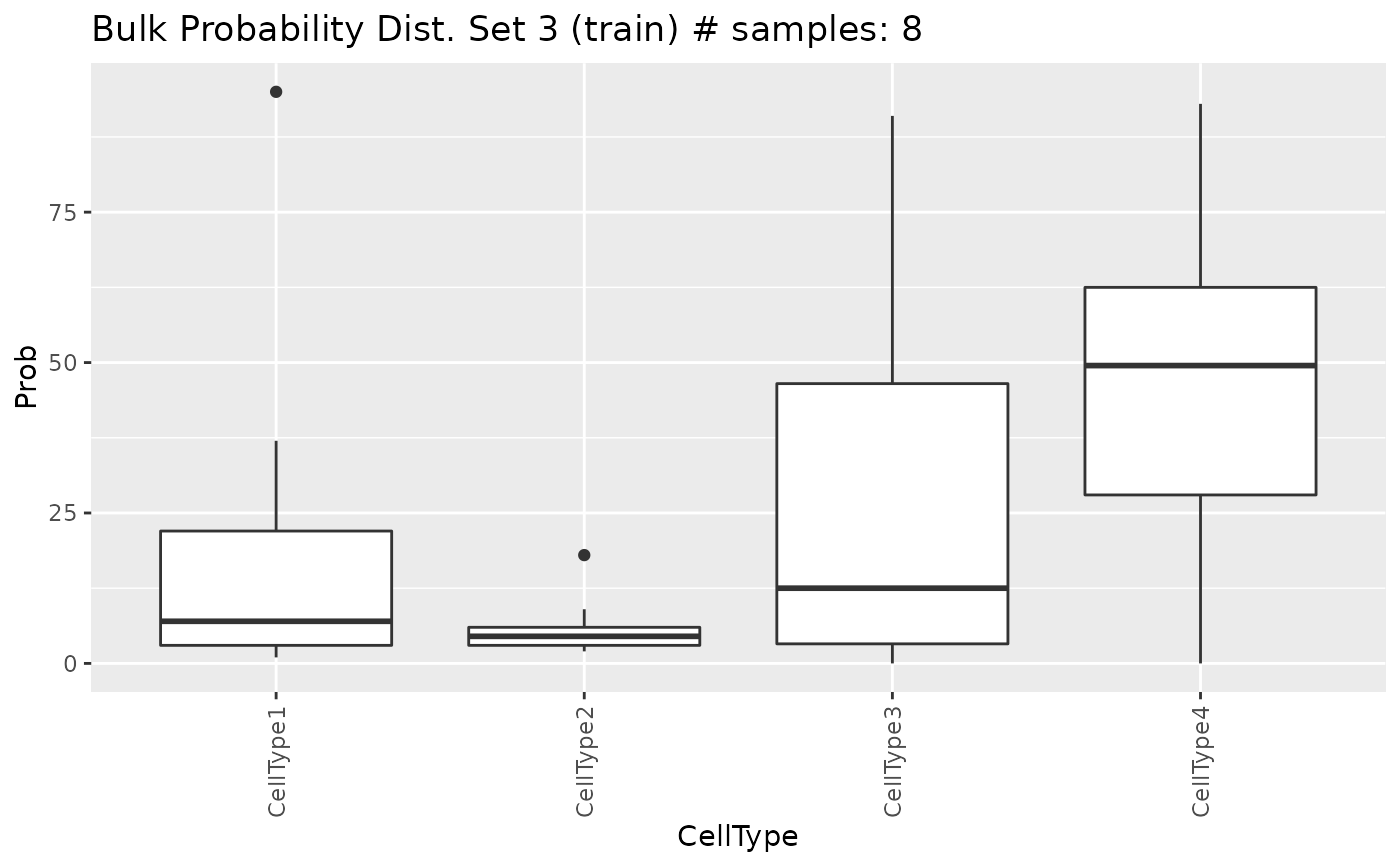 Bulk Probability Dist. Set 3 (train) # samples: 8
Prob
75
50
25
0
CellType1
CellType2
CellType3
CellType4
CellType